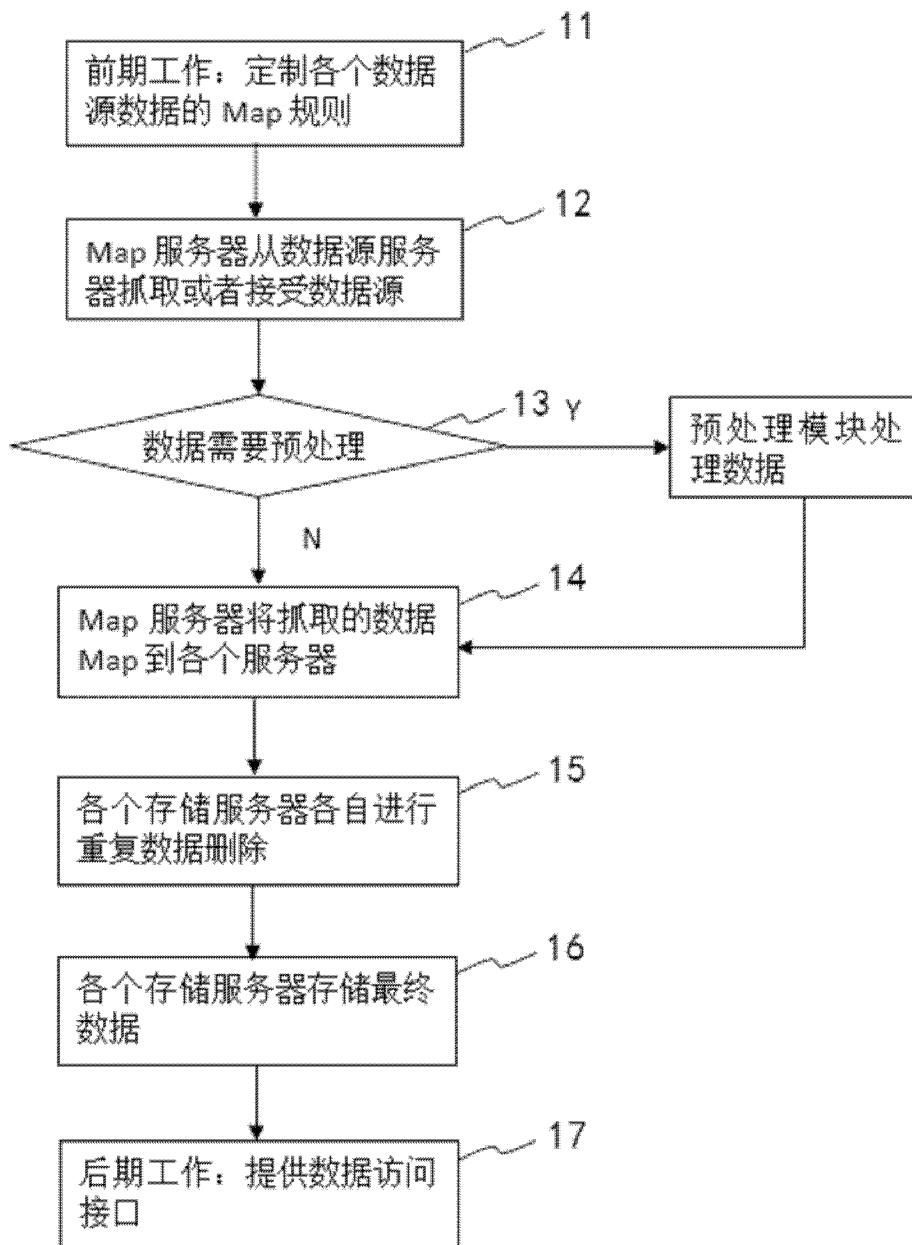 11
前期工作：定制各个数据
源数据的 Map 规则
12
Map 服务器从数据源服务
器抓取或者接受数据源
13
Y
数据需要预处理
预处理模块处
理数据
N
14
Map 服务器将抓取的数据
Map 到各个服务器
15
各个存储服务器各自进行
重复数据删除
16
各个存储服务器存储最终
数据
17
后期工作：提供数据访问
接口